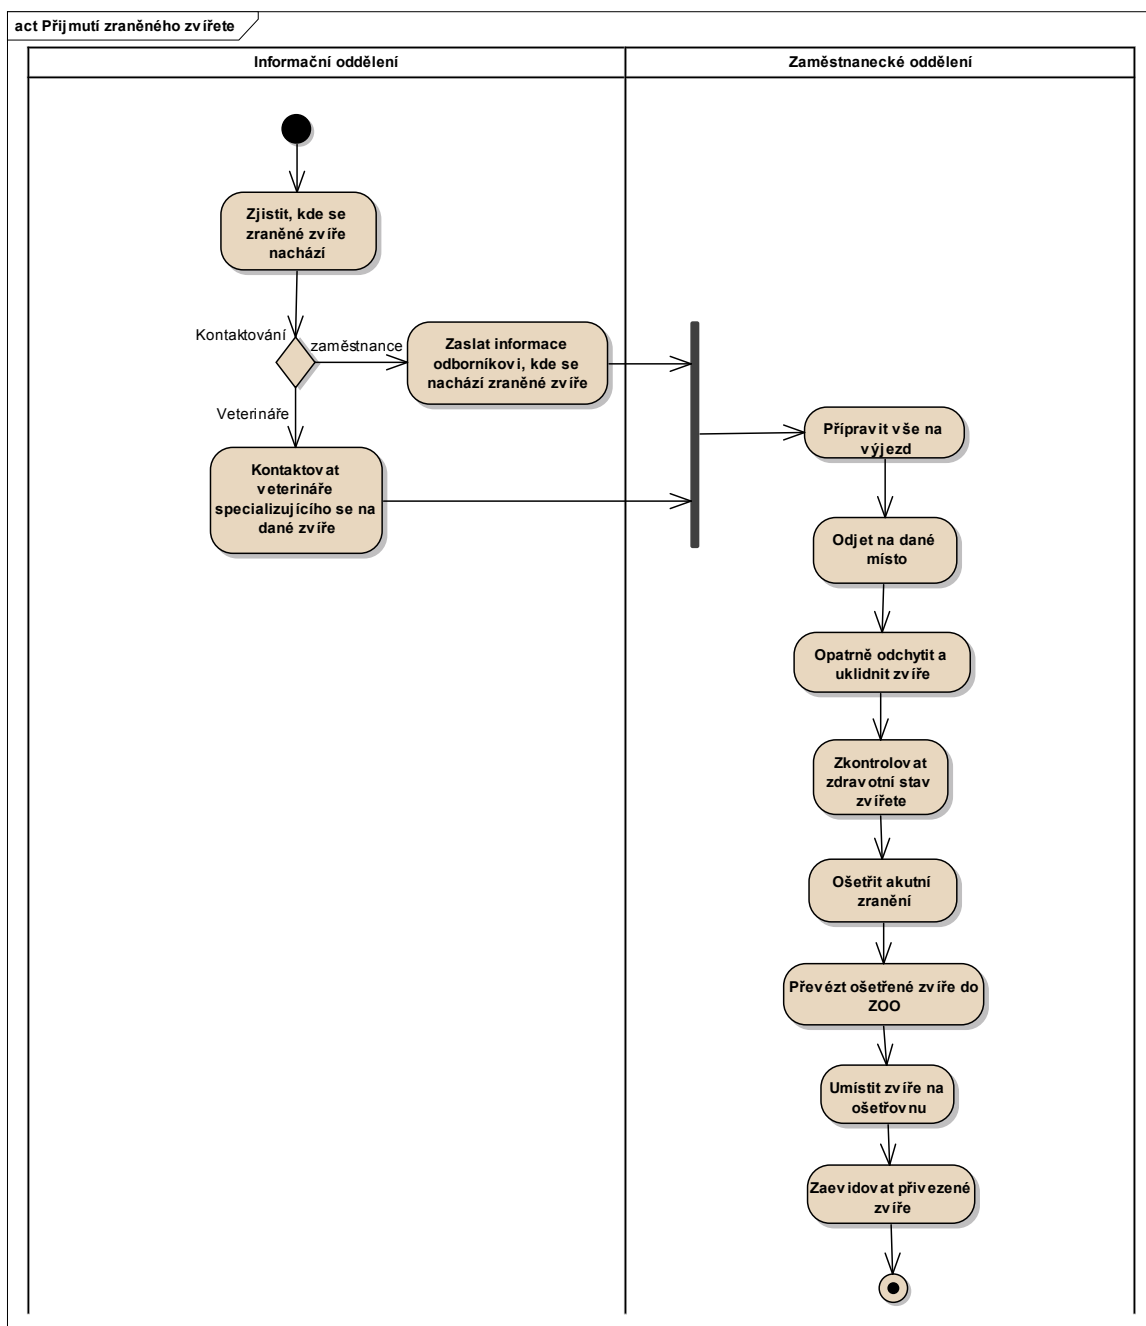 act Přijmutí zraněného zvířete
Informační oddělení
Zaměstnanecké oddělení
Zjistit, kde se
zraněné zvíře
nachází
Kontaktování
zaměstnance
Zaslat informace
odborníkovi, kde se
nachází zraněné zvíře
Veterináře
Kontaktovat
veterináře
specializujícího se na
dané zvíře
Přípravit vše na
výjezd
Odjet na dané
místo
Opatrně odchytit a
uklidnit zvíře
Zkontrolovat
zdravotní stav
zvířete
Ošetřit akutní
zranění
Převézt ošetřené zvíře do
ZOO
Umístit zvíře na
ošetřovnu
Zaevidovat přivezené
zvíře